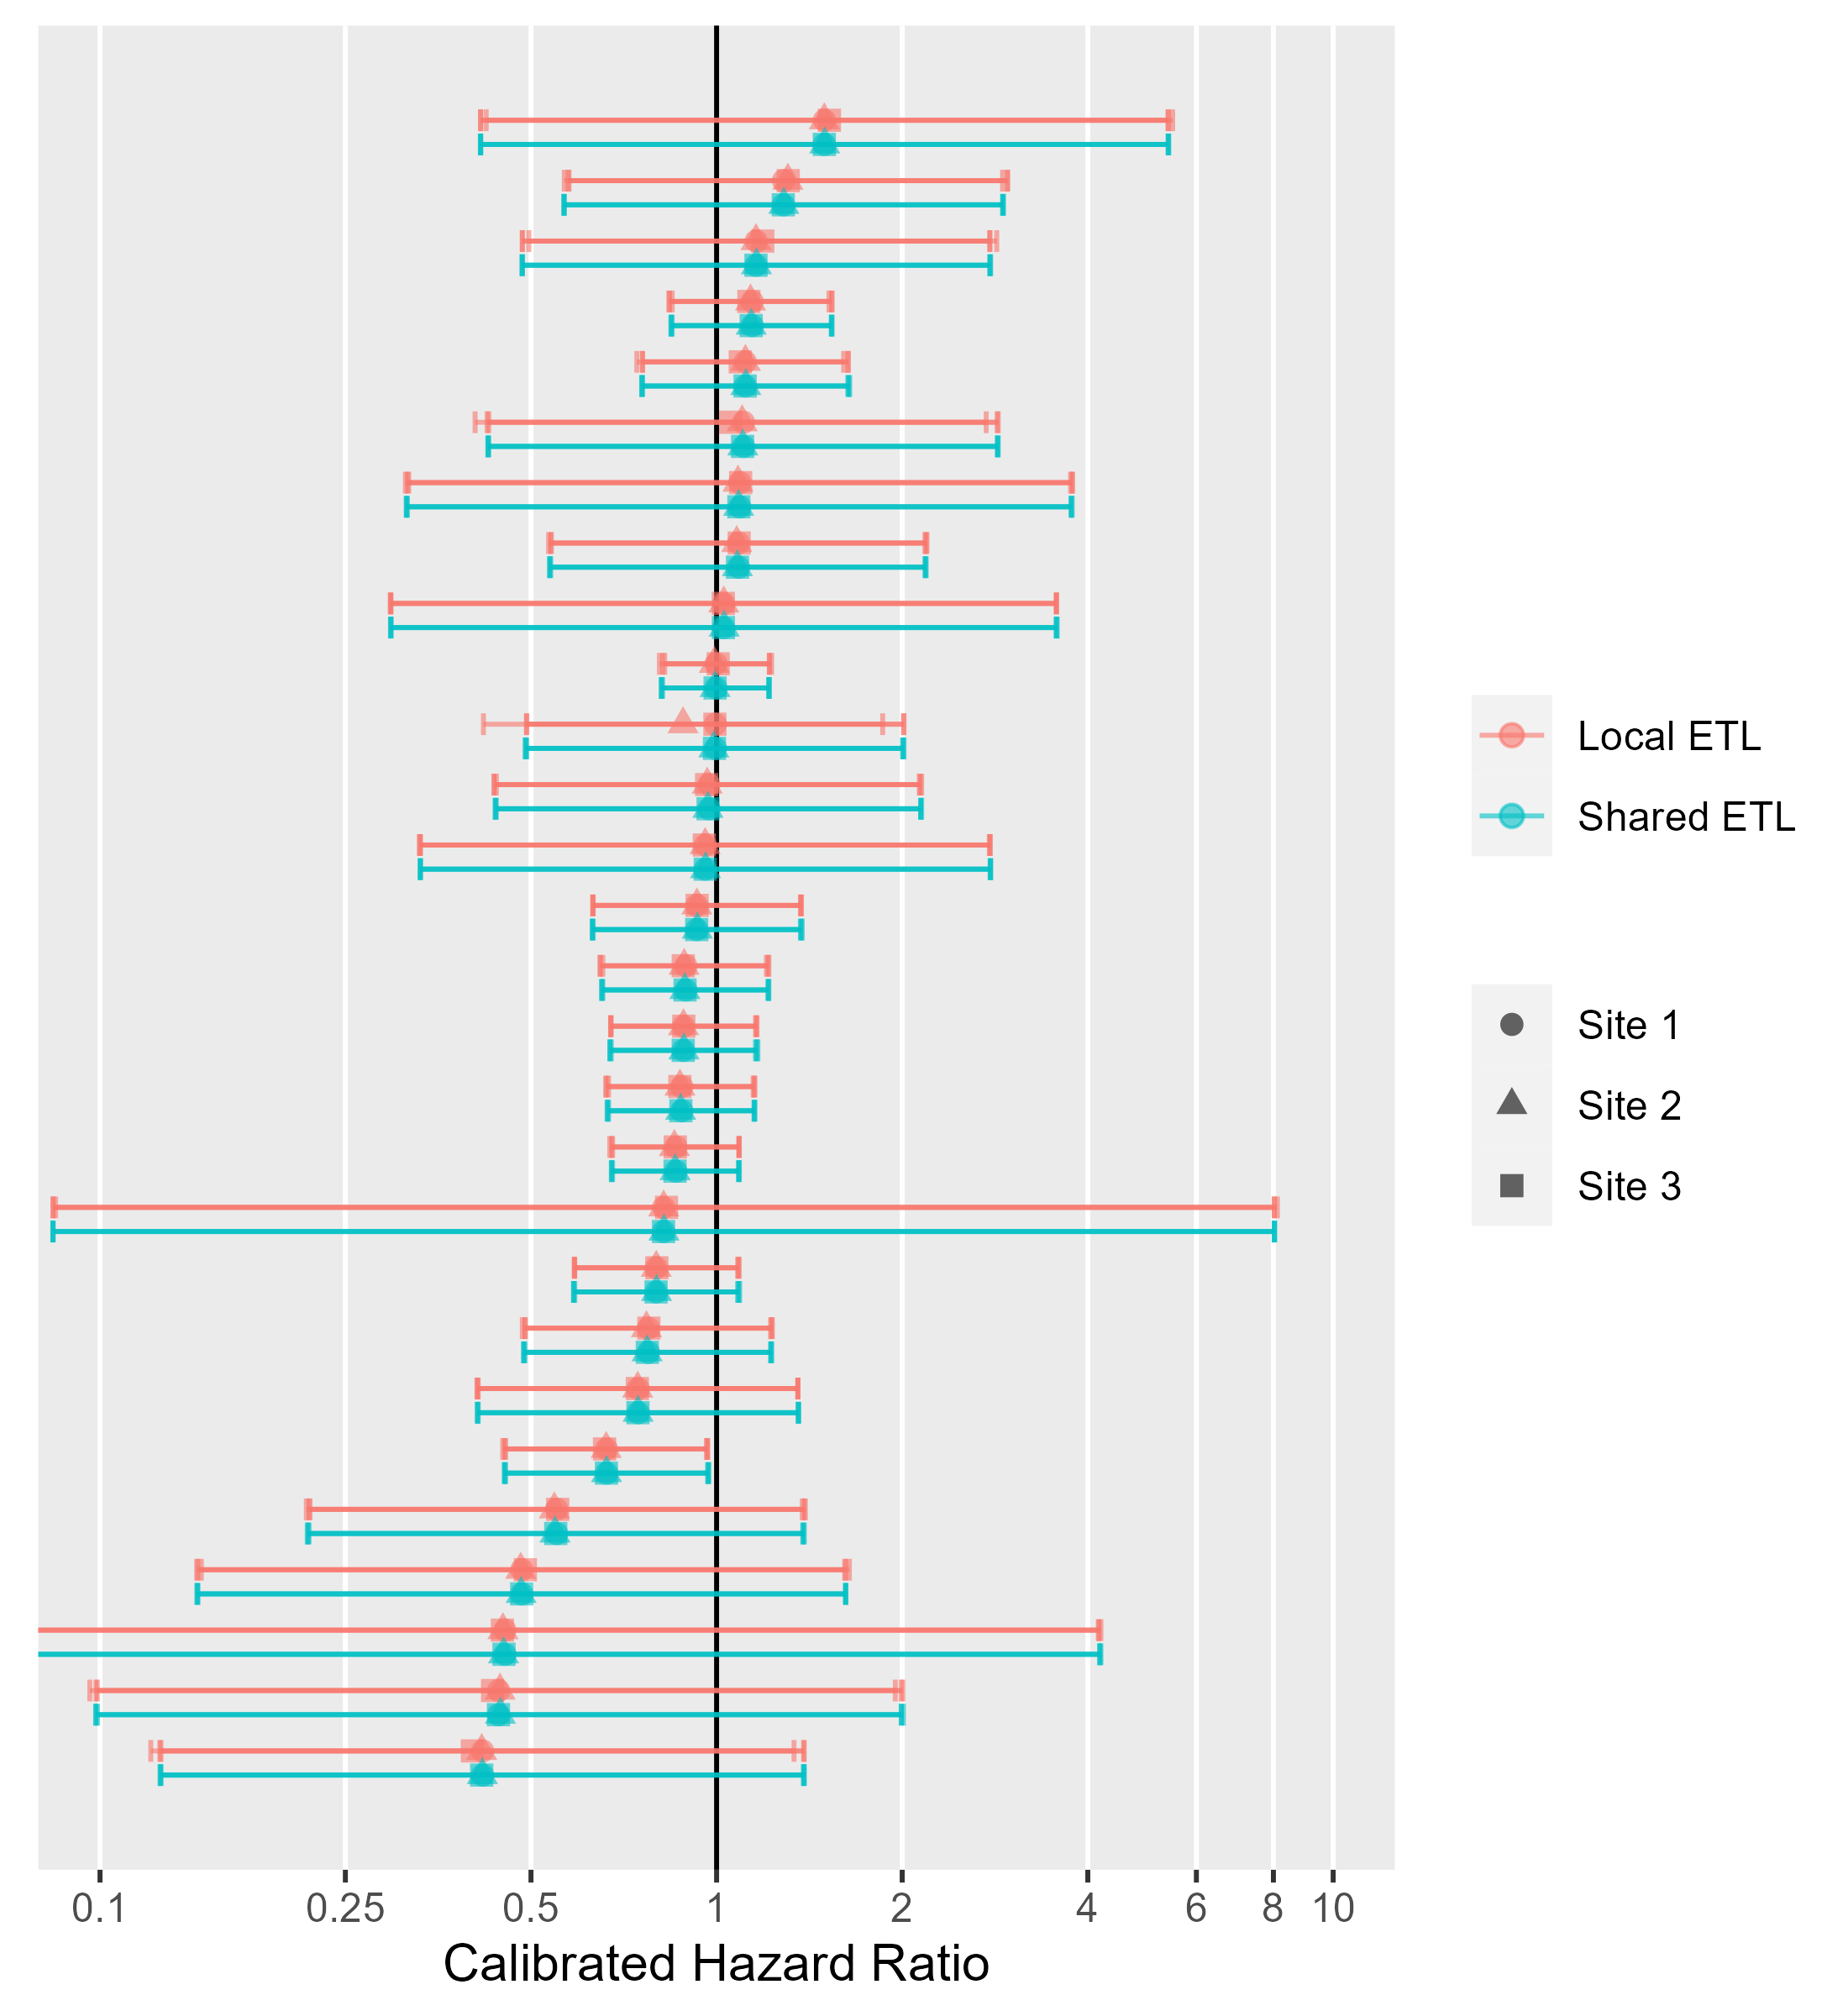 Local ETL
Shared ETL
Site 1
Site 2
Site 3
0.1 0.25 0.5 1 2 4 6 8 10
Calibrated Hazard Ratio